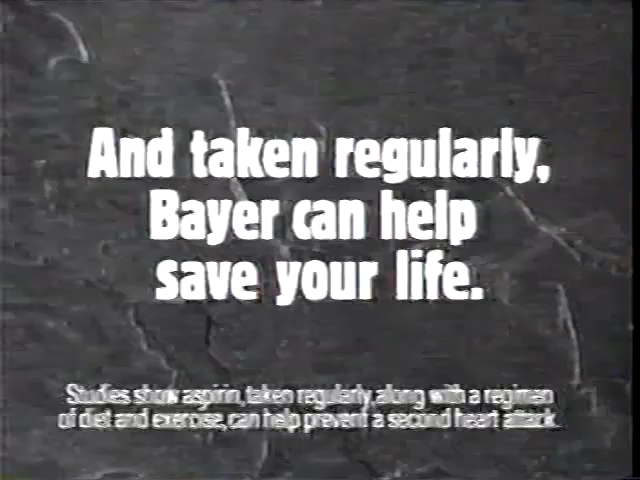 And taken regularly,
Bayer can help
save your life.
Studies show aspirin, taken regularly, along with a regimen
of diet and exercise, can help prevent a second heart attack.